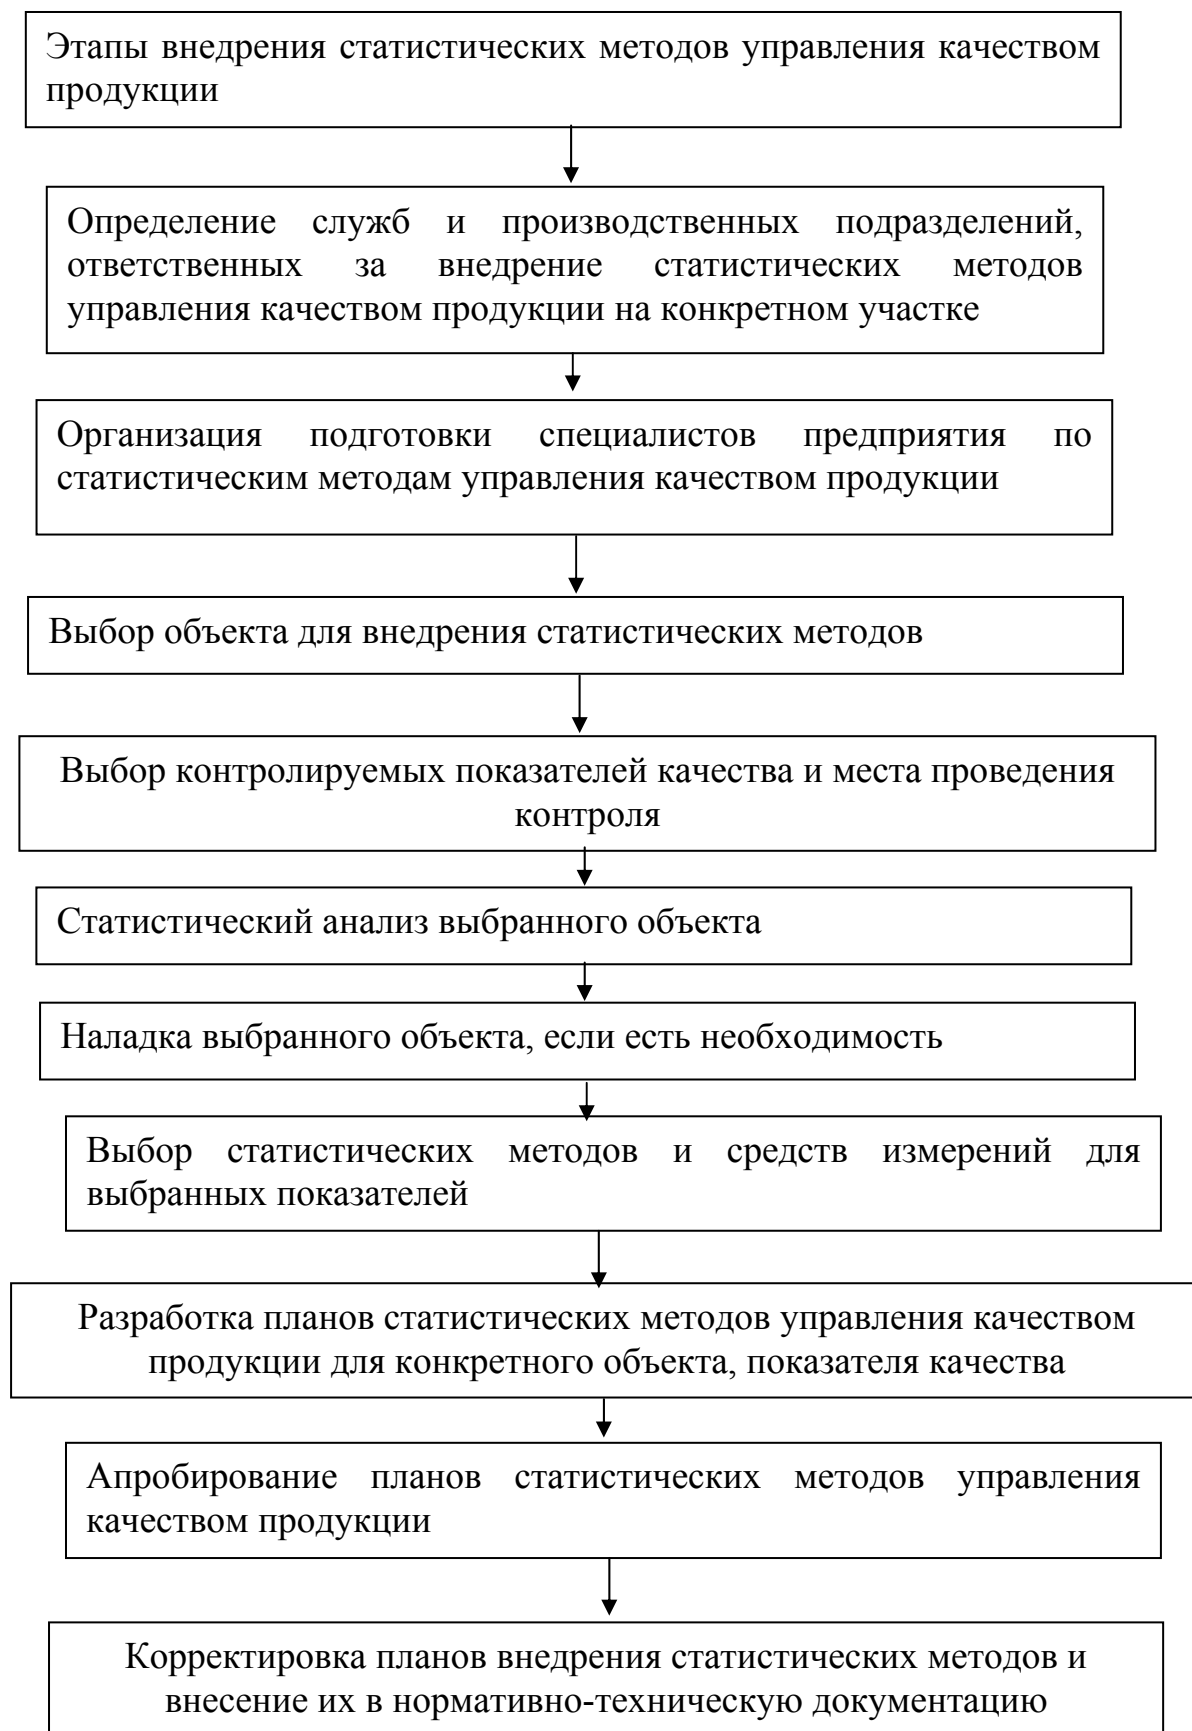 Этапы внедрения статистических методов управления качеством
продукции
Определение служб и производственных подразделений,
ответственных за внедрение статистических методов
управления качеством продукции на конкретном участке
Организация подготовки специалистов предприятия по
статистическим методам управления качеством продукции
Выбор объекта для внедрения статистических методов
Выбор контролируемых показателей качества и места проведения
контроля
Статистический анализ выбранного объекта
Наладка выбранного объекта, если есть необходимость
Выбор статистических методов и средств измерений для
выбранных показателей
Разработка планов статистических методов управления качеством
продукции для конкретного объекта, показателя качества
Апробирование планов статистических методов управления
качеством продукции
Корректировка планов внедрения статистических методов и
внесение их в нормативно-техническую документацию